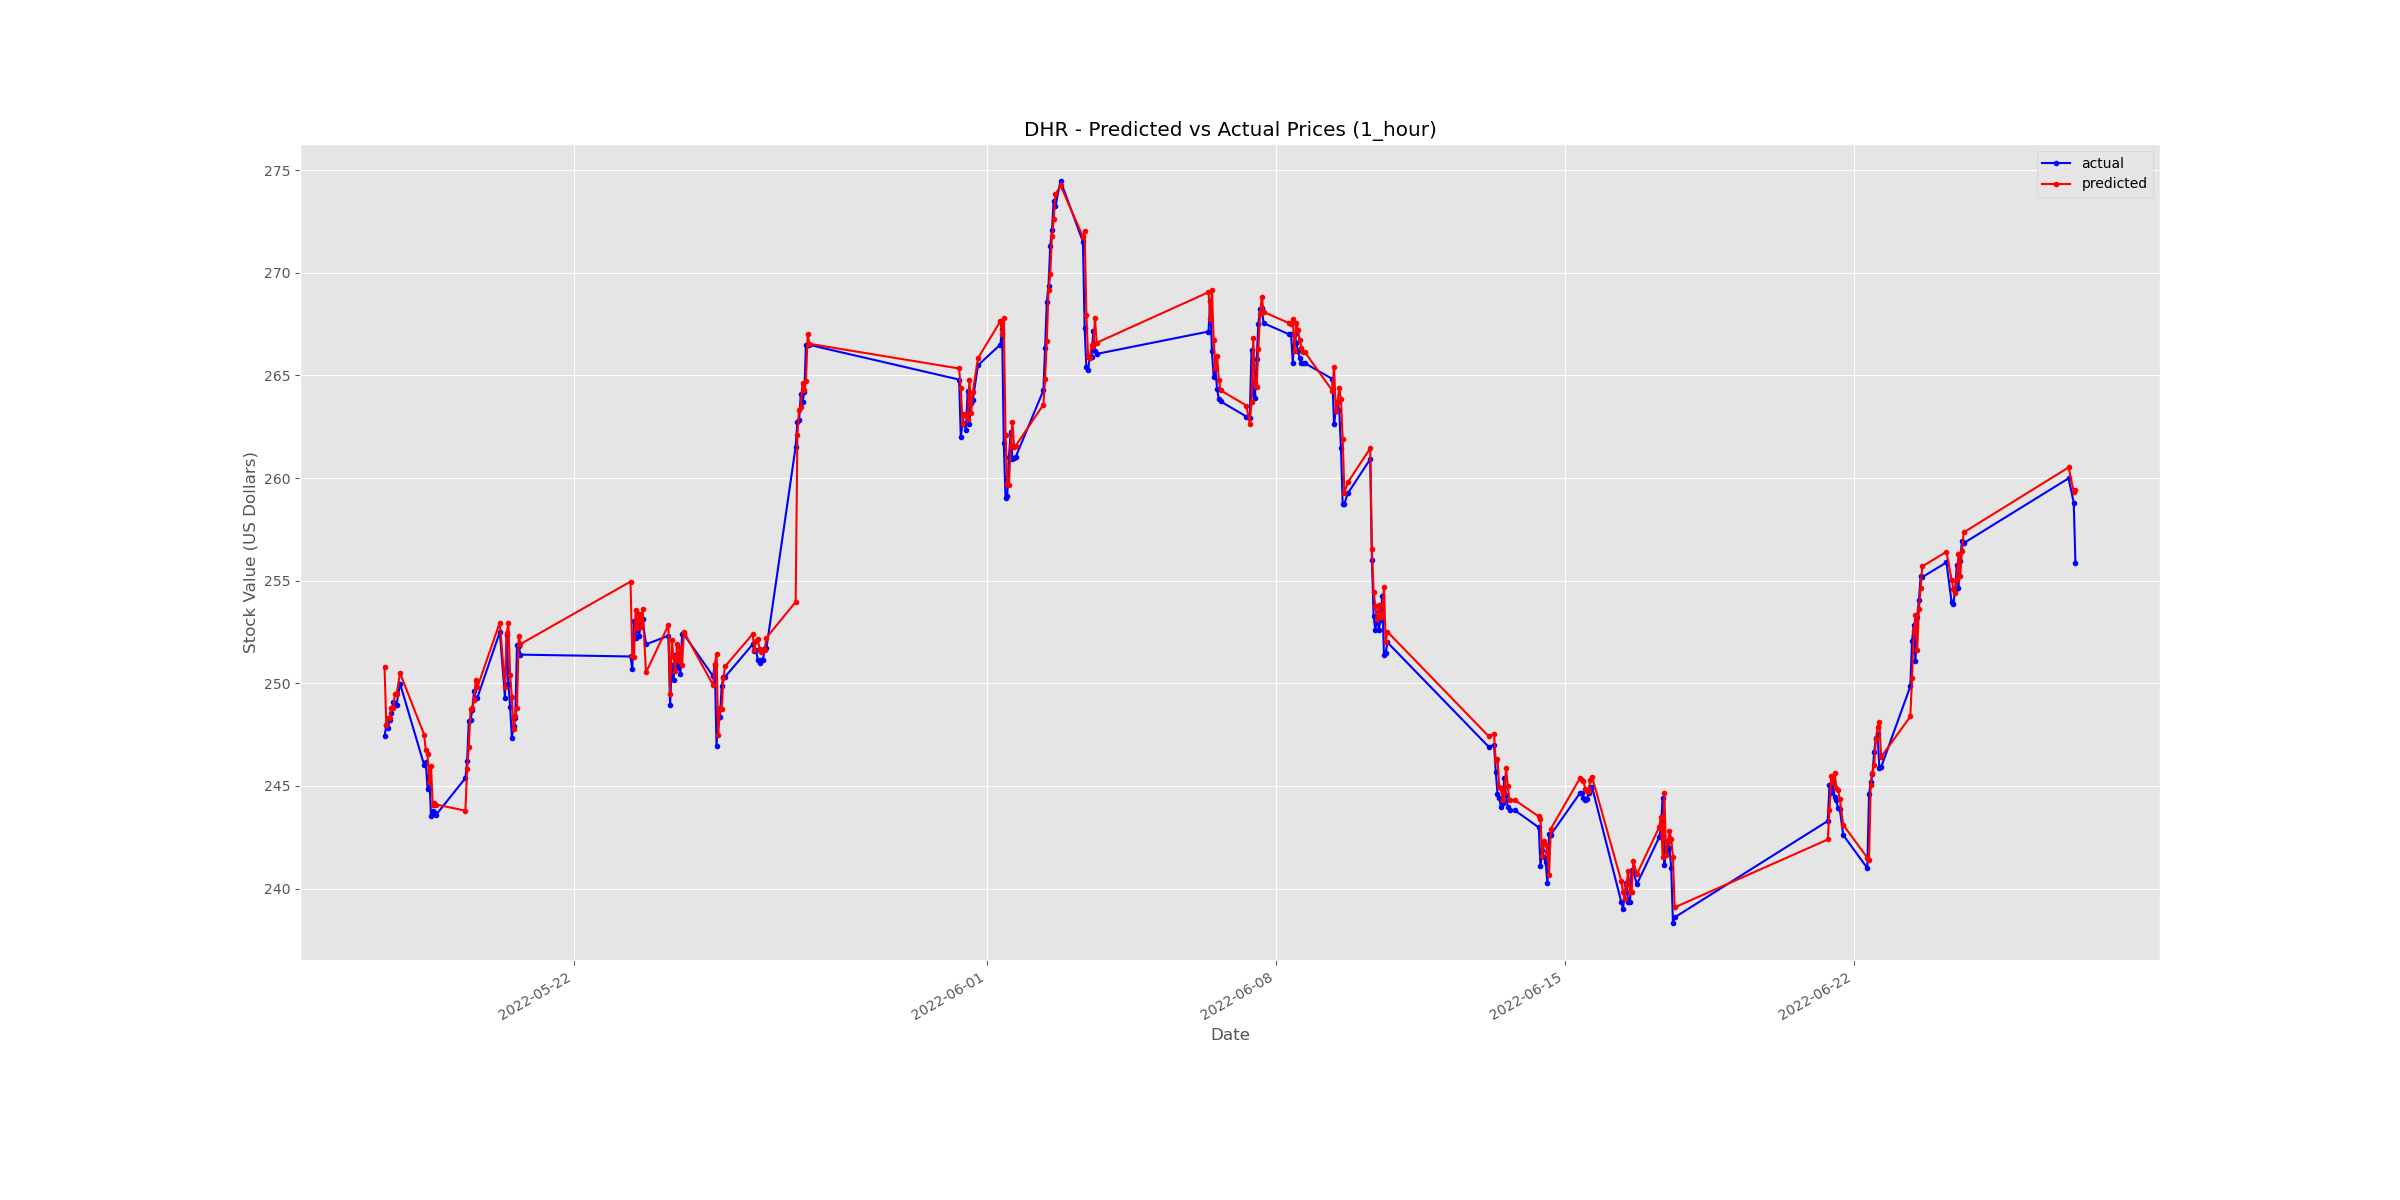 DHR - Predicted vs Actual Prices (1_hour)
actual
predicted
Stock Value (US Dollars)
275
270
265
260
255
250
245
240
2022-05-22
2022-06-01
2022-06-08
2022-06-15
2022-06-22
Date